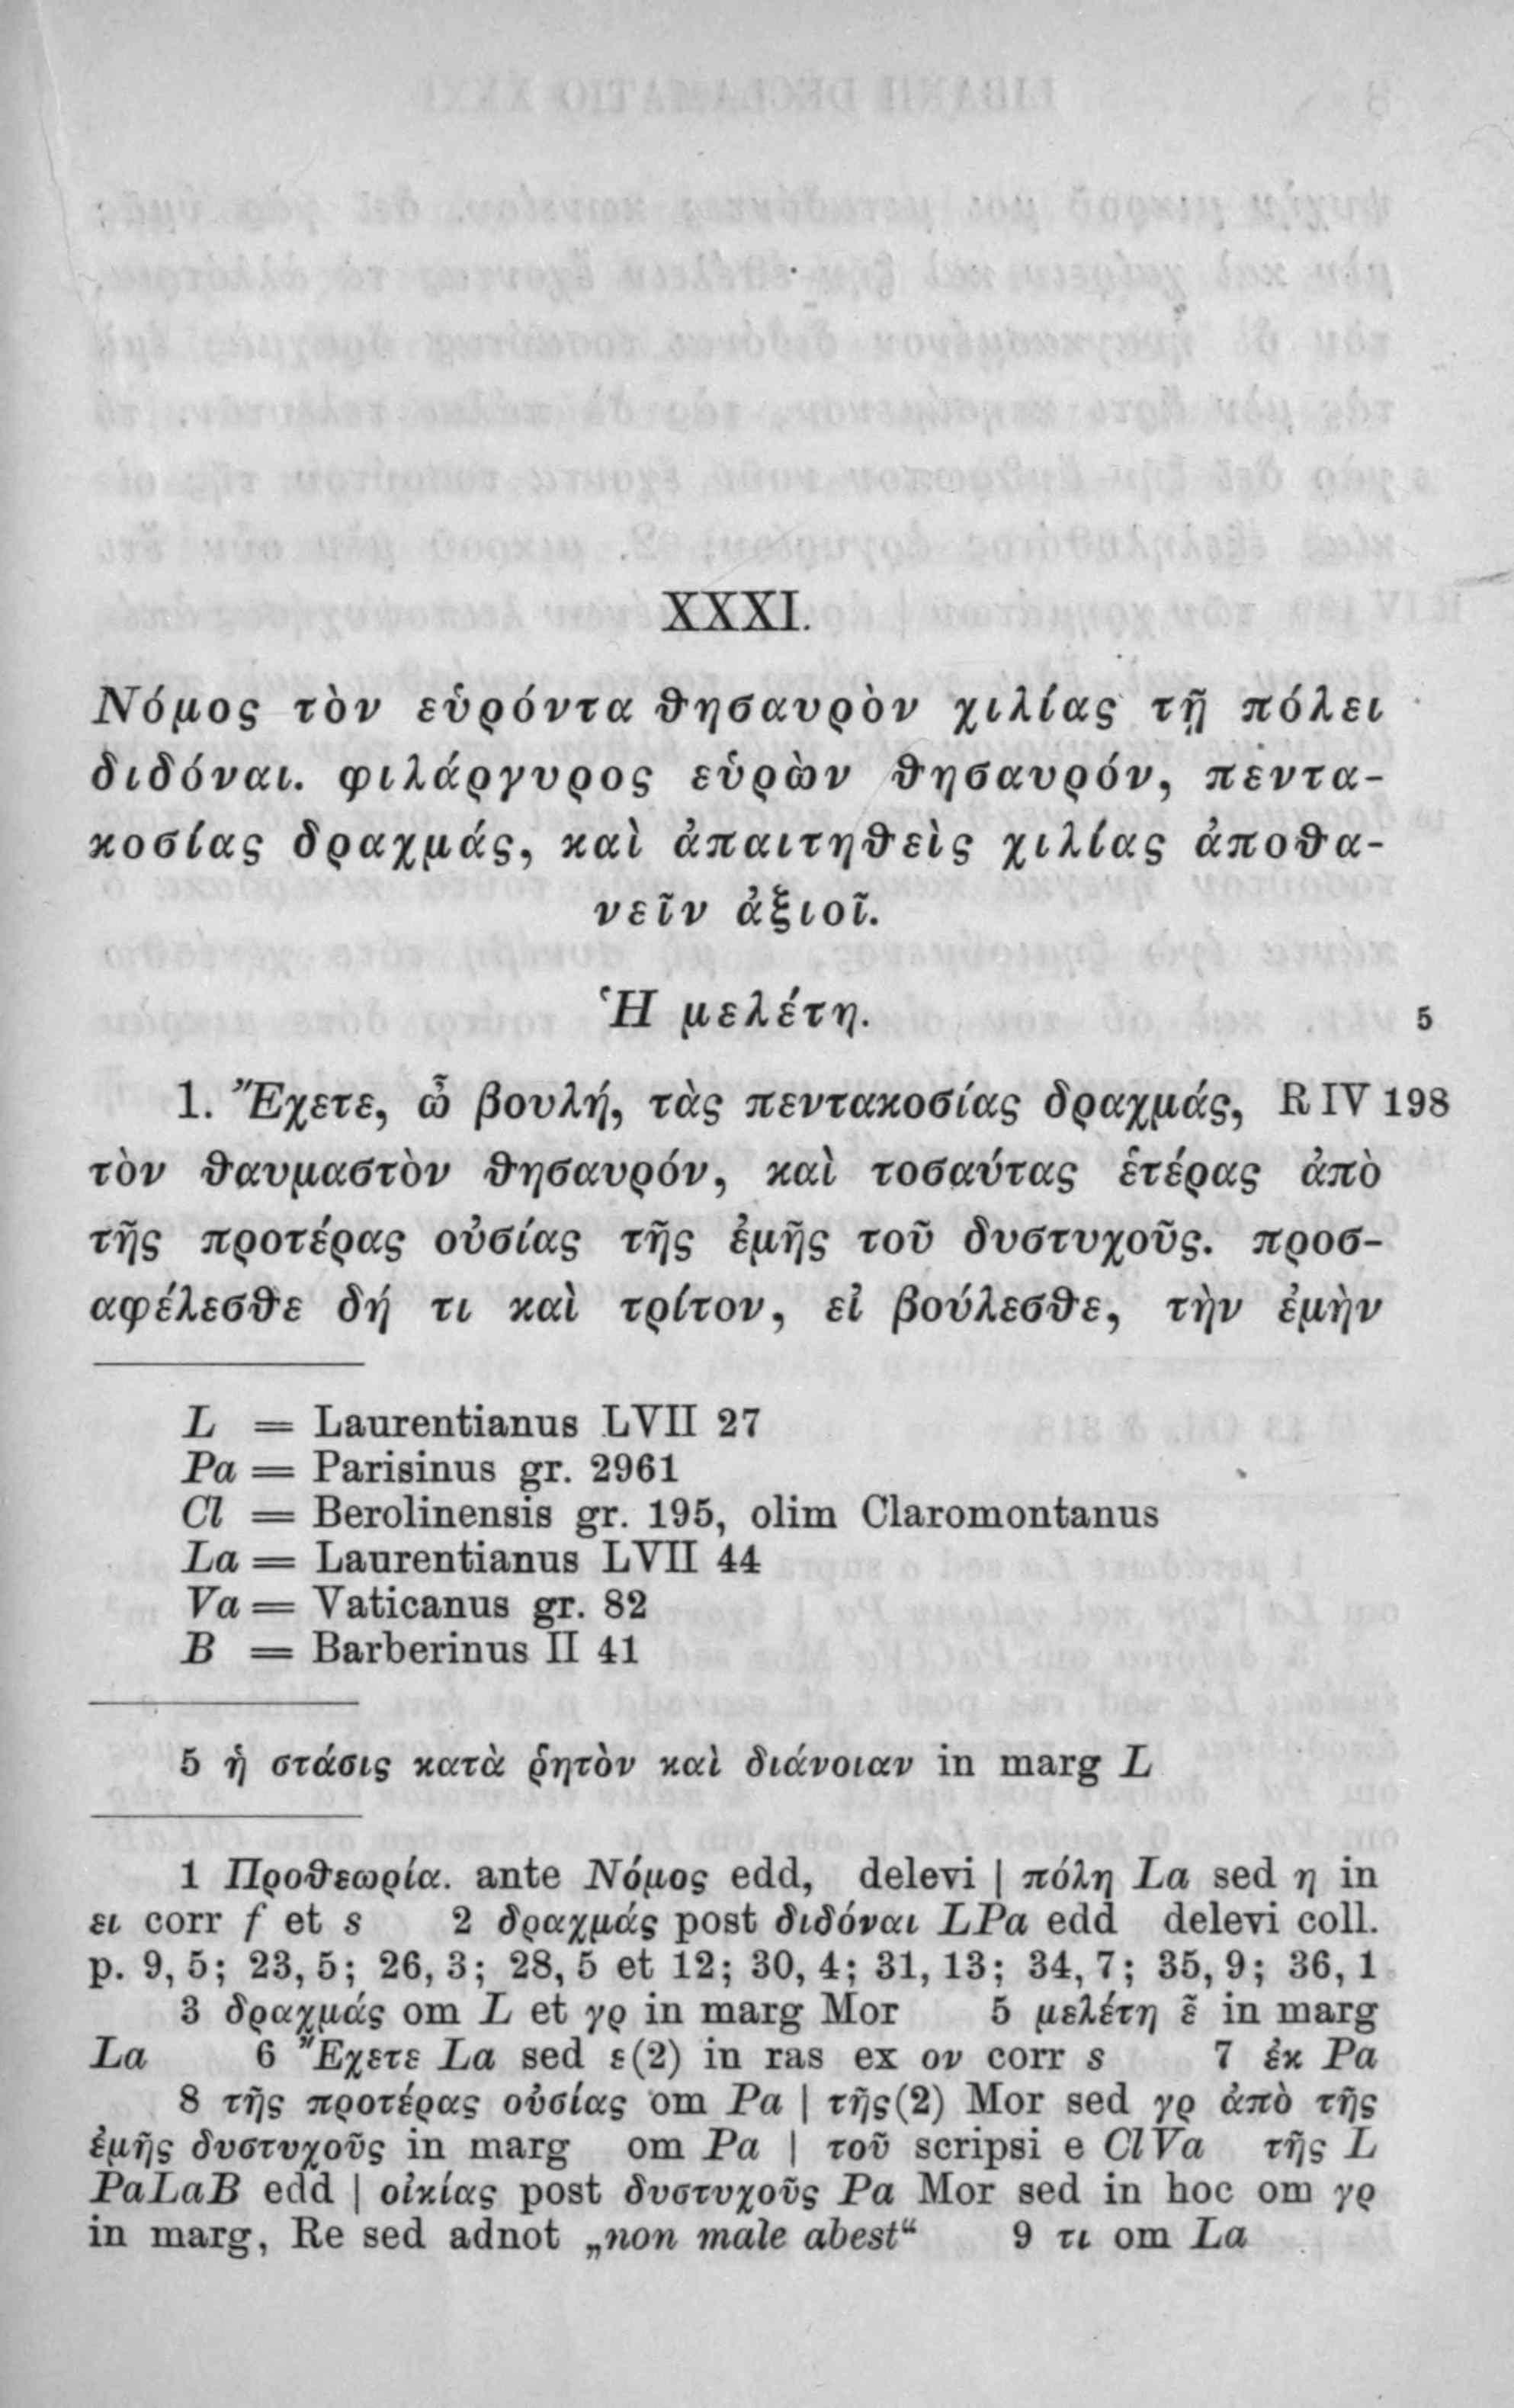 XXXI.
Νόμος τὸν εὑρόντα θησαυρὸν χιλίας τῇ πόλει
διδόναι. φιλάργυρος εὑρὼν θησαυρόν, πεντα-
κοσίας δραχμάς, καὶ ἀπαιτηθεὶς χιλίας ἀποθα-
νεῖν ἀξιοῖ.
Ἡ μελέτη. 5
1. Ἔχετε, ὦ βουλή, τὰς πεντακοσίας δραχμάς, R IV 198
τὸν θαυμαστὸν θησαυρόν, καὶ τοσαύτας ἑτέρας ἀπὸ
τῆς προτέρας οὐσίας τῆς ἐμῆς τοῦ δυστυχοῦς. προσ-
αφέλεσθε δή τι καὶ τρίτον, εἰ βούλεσθε, τὴν ἐμὴν
L = Laurentianus LVII 27
Pa = Parisinus gr. 2961
Cl = Berolinensis gr. 195, olim Claromontanus
La = Laurentianus LVII 44
Va = Vaticanus gr. 82
B = Barberinus II 41
5 ἡ στάσις κατὰ ῥητὸν καὶ διάνοιαν in marg L
1 Προθεωρία. ante Νόμος edd, delevi | πόλη La sed η in
ει corr f et s 2 δραχμάς post διδόναι LPa edd delevi coll.
p. 9, 5; 23, 5; 26, 3; 28, 5 et 12; 30, 4; 31, 13; 34, 7; 35, 9; 36, 1
3 δραχμάς om L et γρ in marg Mor 5 μελέτη ε̄ in marg
La 6 Ἔχετε La sed ε(2) in ras ex ον corr s 7 ἐκ Pa
8 τῆς προτέρας οὐσίας om Pa | τῆς(2) Mor sed γρ ἀπὸ τῆς
ἐμῆς δυστυχοῦς in marg om Pa | τοῦ scripsi e ClVa τῆς L
PaLaB edd | οἰκίας post δυστυχοῦς Pa Mor sed in hoc om γρ
in marg, Re sed adnot „non male abest“ 9 τι om La